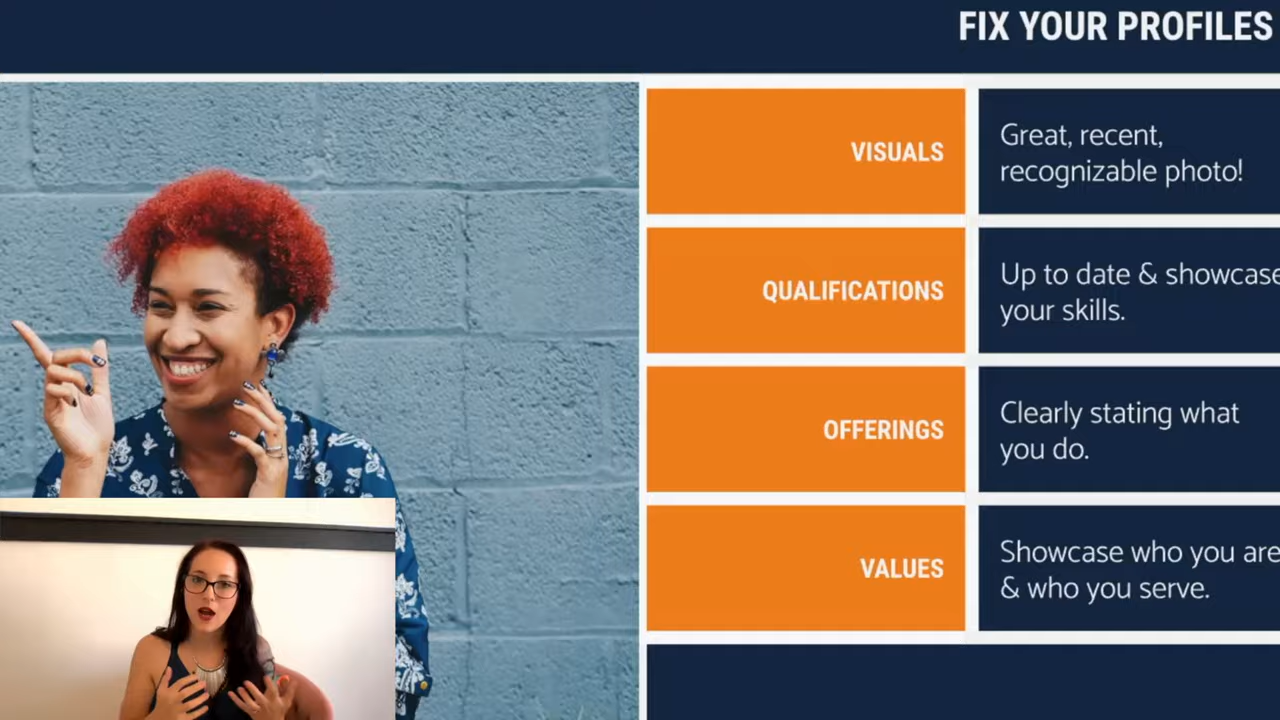 FIX YOUR PROFILES
VISUALS
Great, recent,
recognizable photo!
QUALIFICATIONS
Up to date & showcase
your skills.
OFFERINGS
Clearly stating what
you do.
VALUES
Showcase who you are
& who you serve.